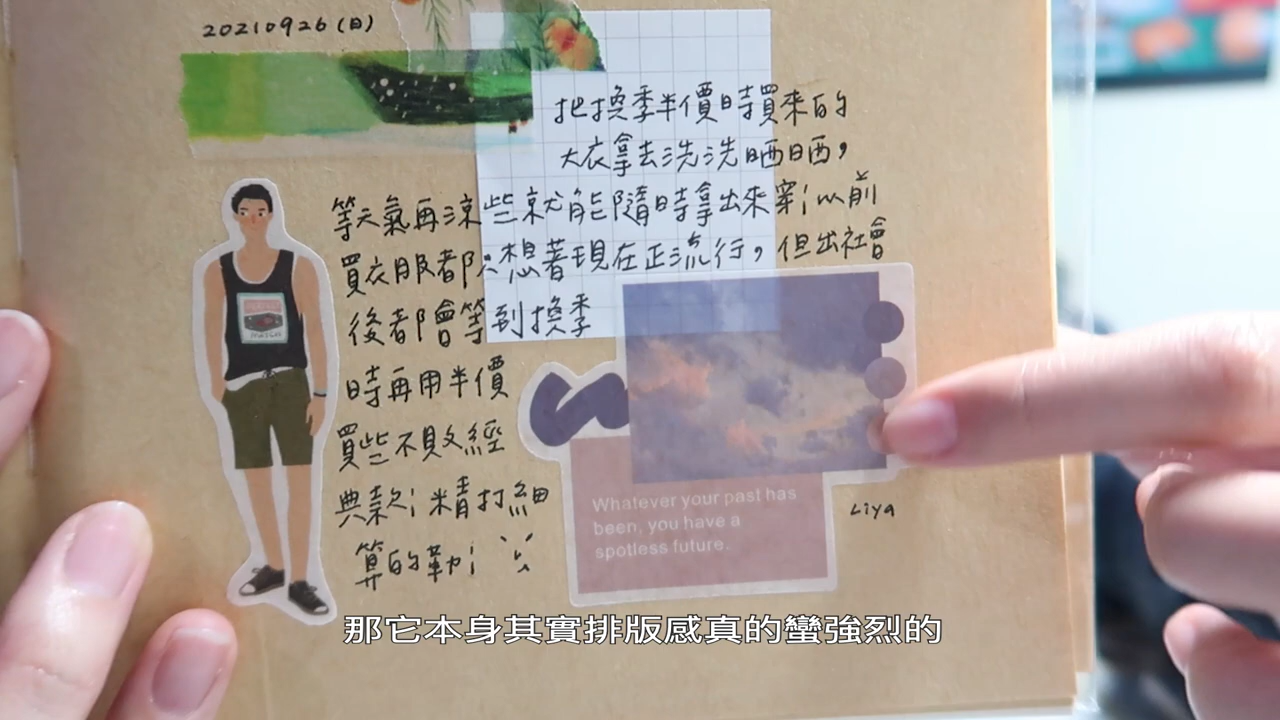 20210926(日)
把換季半價時買來的
大衣拿去洗洗晒晒，
等天氣再涼些就能隨時拿出來穿！以前
買衣服都只想著現在正流行，但出社會
後都會等到換季
時再用半價
買些不敗經
典款！精打細
算的勒！
Whatever your past has
been, you have a
spotless future.
Liya
那它本身其實排版感真的蠻強烈的